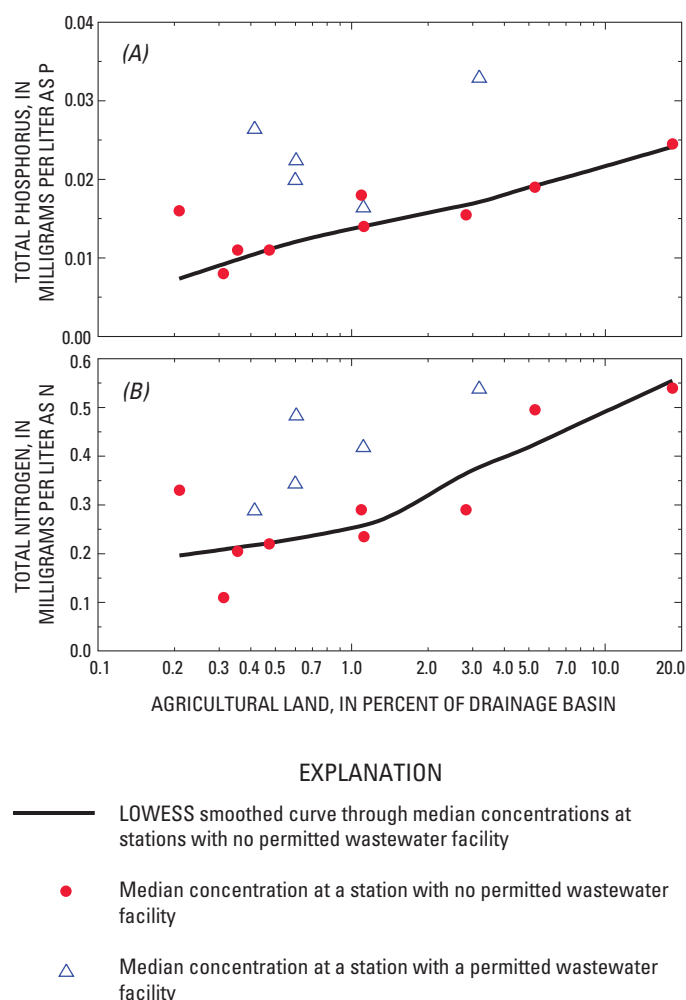 TOTAL PHOSPHORUS, IN
MILLIGRAMS PER LITER AS P
0.04
0.03
0.02
0.01
0.00
(A)
TOTAL NITROGEN, IN
MILLIGRAMS PER LITER AS N
0.6
0.5
0.4
0.3
0.2
0.1
0.0
(B)
0.1 0.2 0.3 0.4 0.5 0.7 1.0 2.0 3.0 4.0 5.0 7.0 10.0 20.0
AGRICULTURAL LAND, IN PERCENT OF DRAINAGE BASIN
EXPLANATION
LOWESS smoothed curve through median concentrations at
stations with no permitted wastewater facility
Median concentration at a station with no permitted wastewater
facility
Median concentration at a station with a permitted wastewater
facility